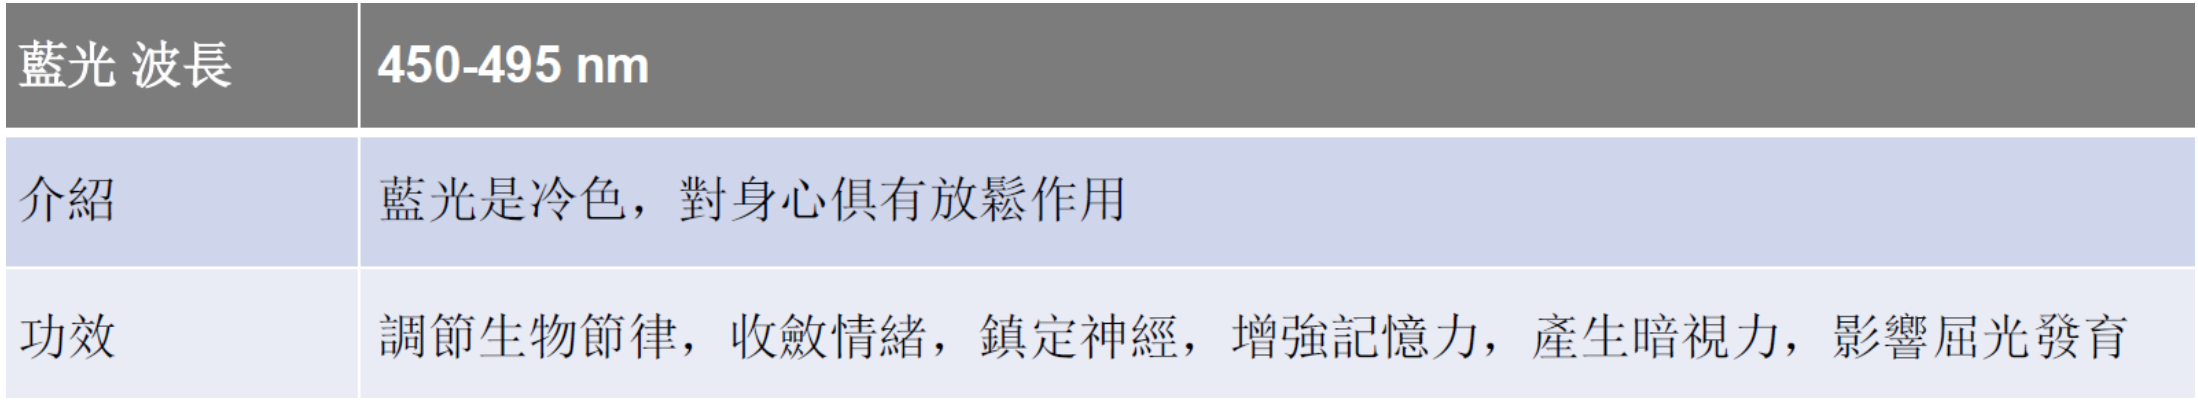 藍光 波長 450-495 nm
介紹 藍光是冷色，對身心俱有放鬆作用
功效 調節生物節律，收斂情緒，鎮定神經，增強記憶力，產生暗視力，影響屈光發育